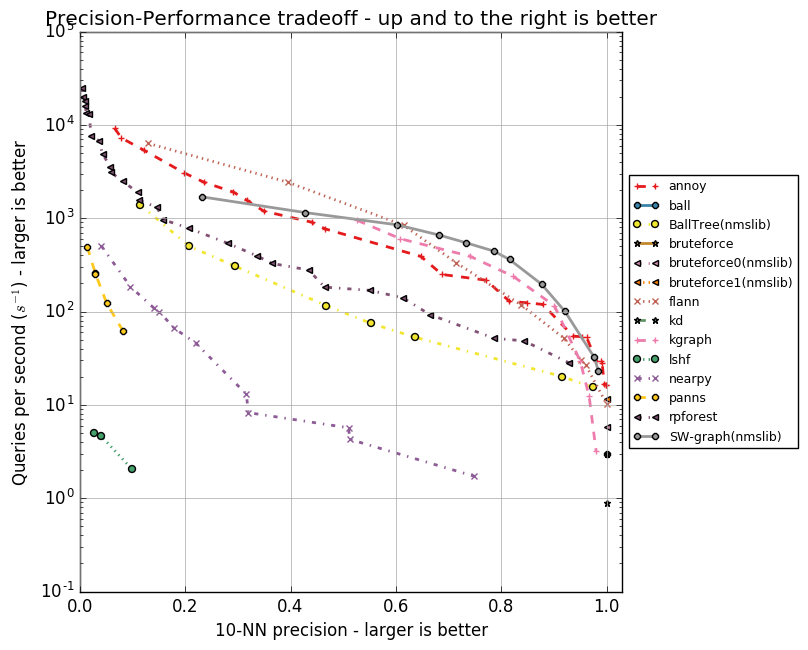 Precision-Performance tradeoff - up and to the right is better
10^5
10^4
10^3
10^2
10^1
10^0
10^-1
Queries per second (s^−1) - larger is better
0.0 0.2 0.4 0.6 0.8 1.0
10-NN precision - larger is better
annoy
ball
BallTree(nmslib)
bruteforce
bruteforce0(nmslib)
bruteforce1(nmslib)
flann
kd
kgraph
lshf
nearpy
panns
rpforest
SW-graph(nmslib)